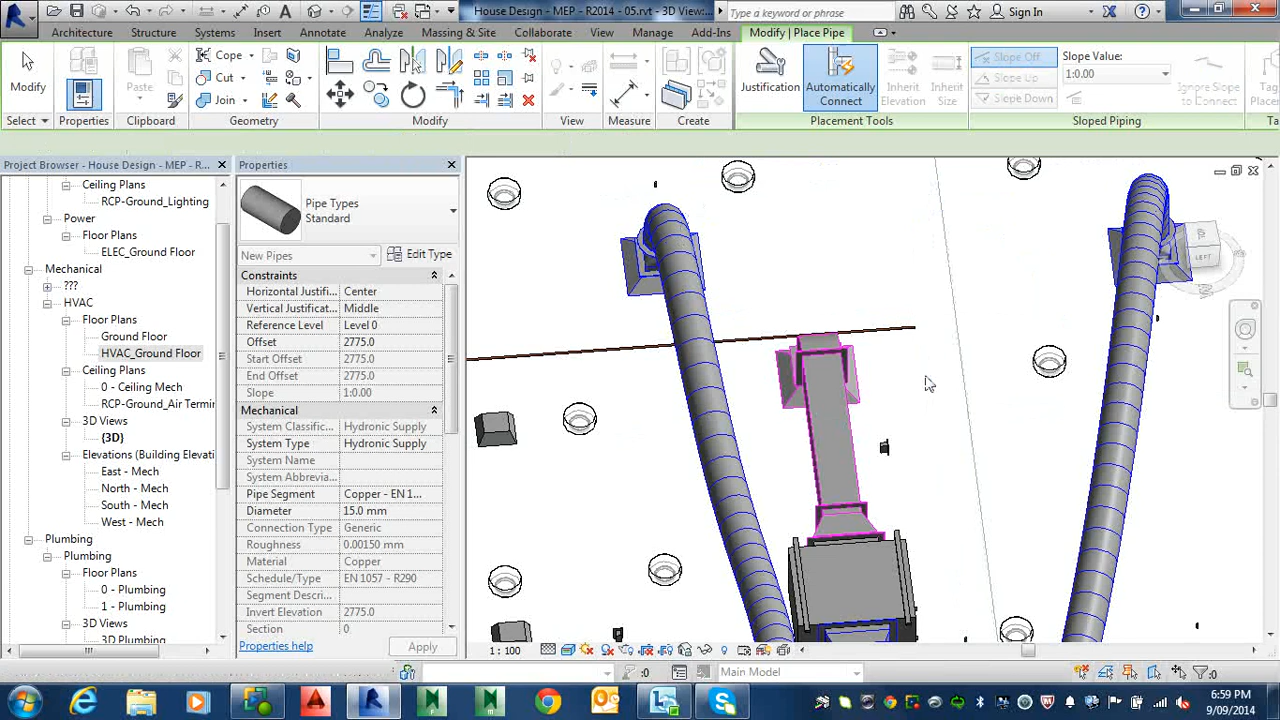 House Design - MEP - R2014 - 05.rvt - 3D View:...
Type a keyword or phrase
Sign In
Architecture Structure Systems Insert Annotate Analyze Massing & Site Collaborate View Manage Add-Ins Modify | Place Pipe
Modify
Select
Properties
Paste
Clipboard
Cope
Cut
Join
Geometry
Modify
View
Measure
Create
Justification
Automatically Connect
Inherit Elevation
Inherit Size
Placement Tools
Slope Off
Slope Up
Slope Down
Slope Value:
1:0.00
Ignore Slope to Connect
Sloped Piping
Project Browser - House Design - MEP - R...
Ceiling Plans
RCP-Ground_Lighting
Power
Floor Plans
ELEC_Ground Floor
Mechanical
???
HVAC
Floor Plans
Ground Floor
HVAC_Ground Floor
Ceiling Plans
0 - Ceiling Mech
RCP-Ground_Air Termin
3D Views
{3D}
Elevations (Building Elevati
East - Mech
North - Mech
South - Mech
West - Mech
Plumbing
Plumbing
Floor Plans
0 - Plumbing
1 - Plumbing
3D Views
3D Plumbing
Properties
Pipe Types
Standard
New Pipes
Edit Type
Constraints
Horizontal Justifi... Center
Vertical Justificat... Middle
Reference Level Level 0
Offset 2775.0
Start Offset 2775.0
End Offset 2775.0
Slope 1:0.00
Mechanical
System Classific... Hydronic Supply
System Type Hydronic Supply
System Name
System Abbrevia...
Pipe Segment Copper - EN 1...
Diameter 15.0 mm
Connection Type Generic
Roughness 0.00150 mm
Material Copper
Schedule/Type EN 1057 - R290
Segment Descri...
Invert Elevation 2775.0
Section 0
Properties help
Apply
LEFT
1 : 100
:0
Main Model
:0
6:59 PM
9/09/2014